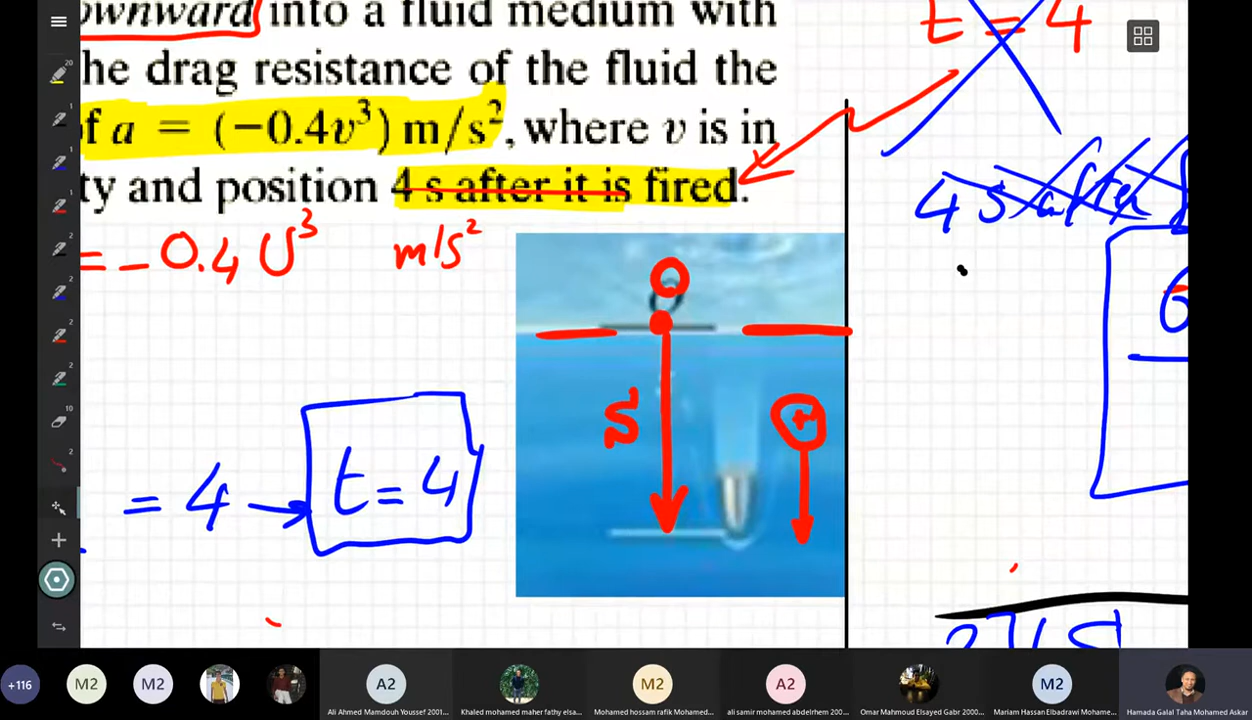 ownward into a fluid medium with
he drag resistance of the fluid the
f a = (−0.4v³) m/s², where v is in
ty and position 4 s after it is fired.
t = 4
4 s after
= − 0.4 U³ m/s²
O
S
+
= 4 → t = 4
6
+116
M2
M2
A2
M2
A2
M2
Ali Ahmed Mamdouh Youssef 2001...
Khaled mohamed maher fathy elsa...
Mohamed hossam rafik Mohamed...
ali samir mohamed abdelrhem 200...
Omar Mahmoud Elsayed Gabr 2000...
Mariam Hassan Elbadrawi Mohame...
Hamada Galal Taha Mohamed Askar